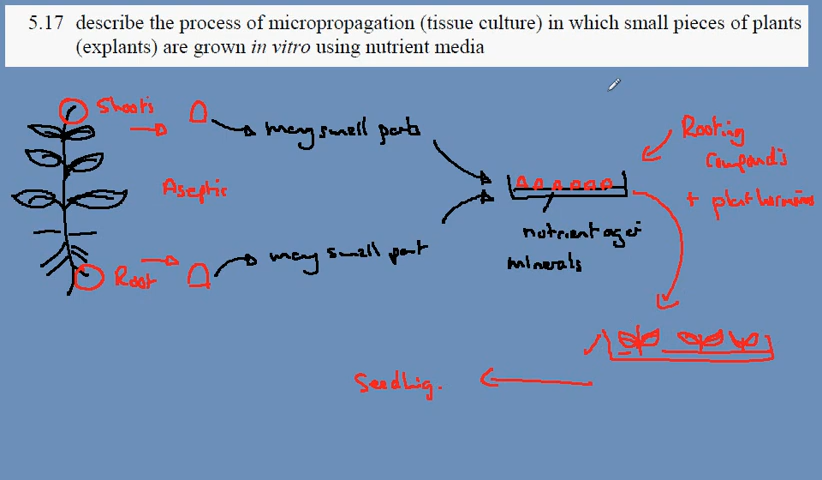 5.17 describe the process of micropropagation (tissue culture) in which small pieces of plants
(explants) are grown in vitro using nutrient media
Shoots
many small parts
Rooting
Compounds
+ plant hormones
Aseptic
nutrient agar
minerals
many small part
Root
Seedlig.